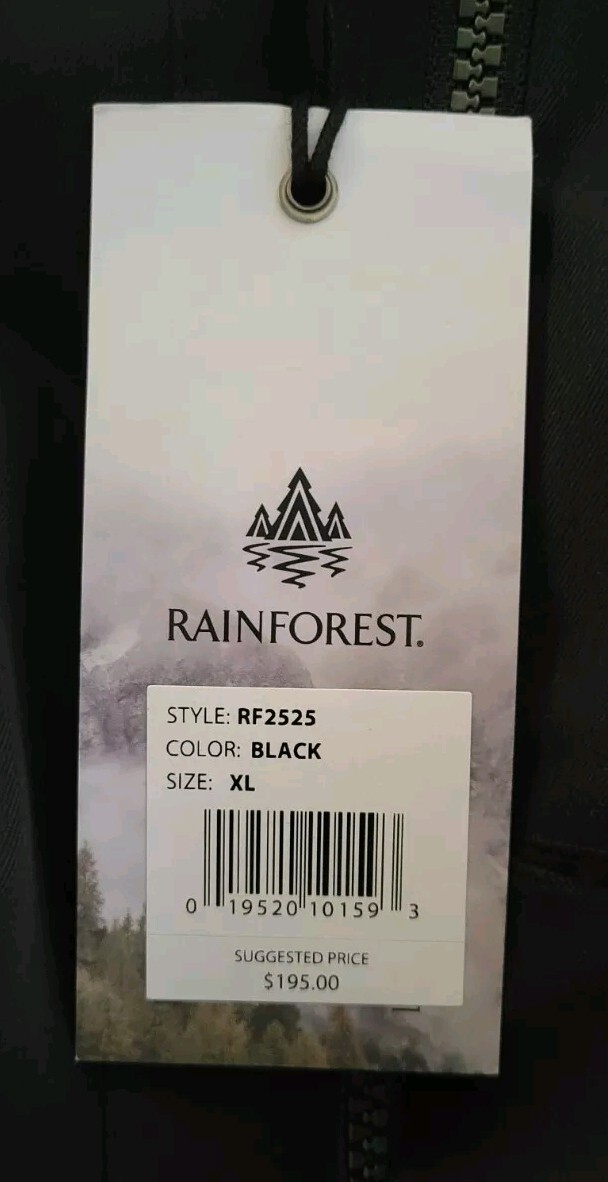 RAINFOREST.
STYLE: RF2525
COLOR: BLACK
SIZE: XL
0 19520 10159 3
SUGGESTED PRICE
$195.00